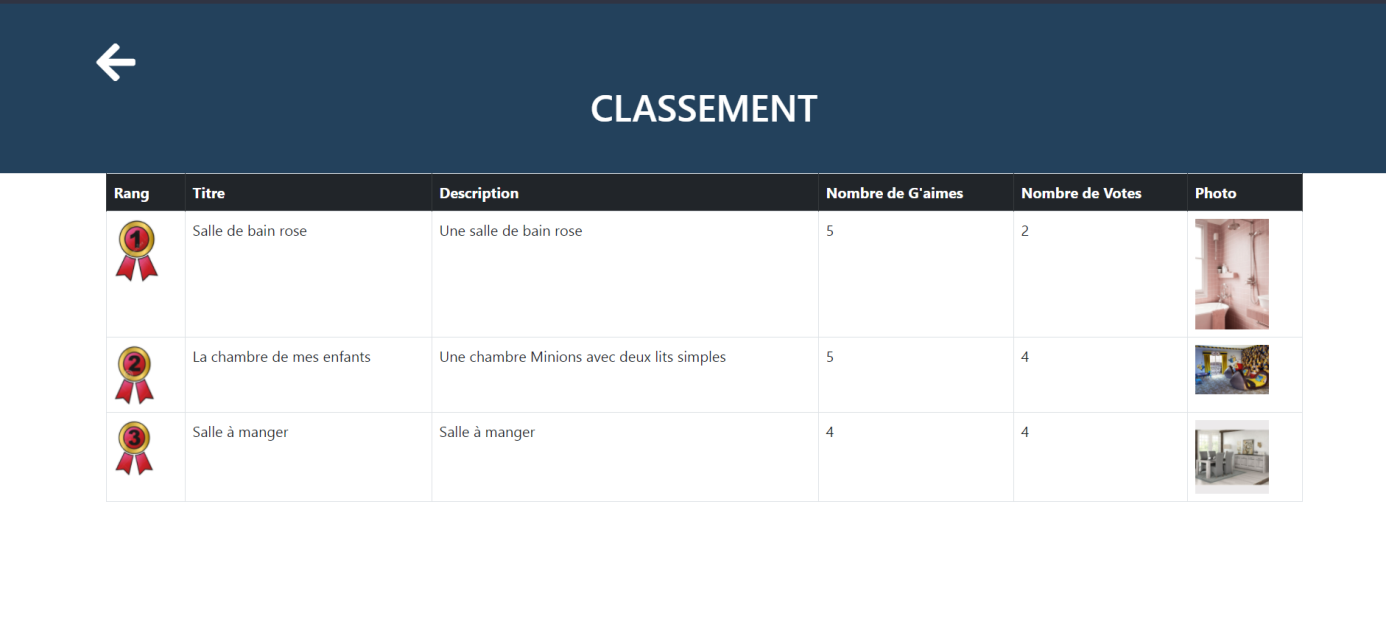 CLASSEMENT
Rang Titre Description Nombre de G'aimes Nombre de Votes Photo
1 Salle de bain rose Une salle de bain rose 5 2
2 La chambre de mes enfants Une chambre Minions avec deux lits simples 5 4
3 Salle à manger Salle à manger 4 4